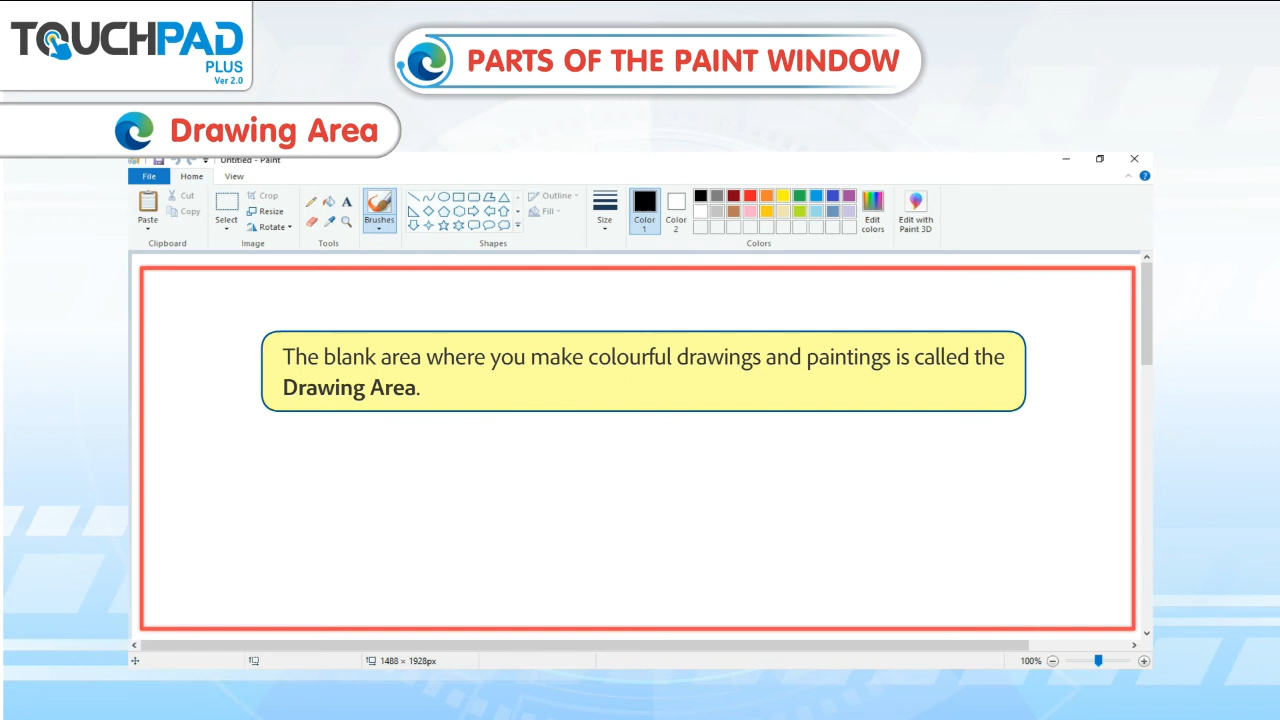 TOUCHPAD
PLUS
Ver 2.0
PARTS OF THE PAINT WINDOW
Drawing Area
Untitled - Paint
File Home View
Paste
Cut
Copy
Clipboard
Select
Crop
Resize
Rotate
Image
A
Tools
Brushes
Shapes
Outline
Fill
Size
Color
1
Color
2
Colors
Edit
colors
Edit with
Paint 3D
The blank area where you make colourful drawings and paintings is called the
Drawing Area.
1488 × 1928px
100%